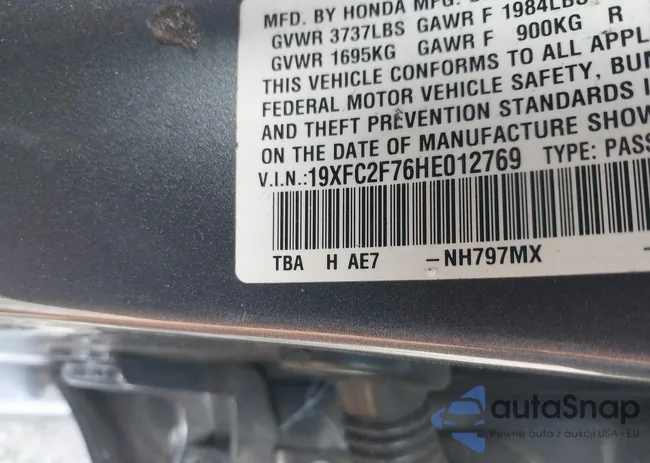 MFD. BY HONDA MFG.
GVWR 3737LBS GAWR F 1984LBS
GVWR 1695KG GAWR F 900KG R
THIS VEHICLE CONFORMS TO ALL APPL
FEDERAL MOTOR VEHICLE SAFETY, BUM
AND THEFT PREVENTION STANDARDS I
ON THE DATE OF MANUFACTURE SHOW
V.I.N.:19XFC2F76HE012769 TYPE: PASS
TBA H AE7 -NH797MX
autaSnap
Pewne auta z aukcji USA i EU